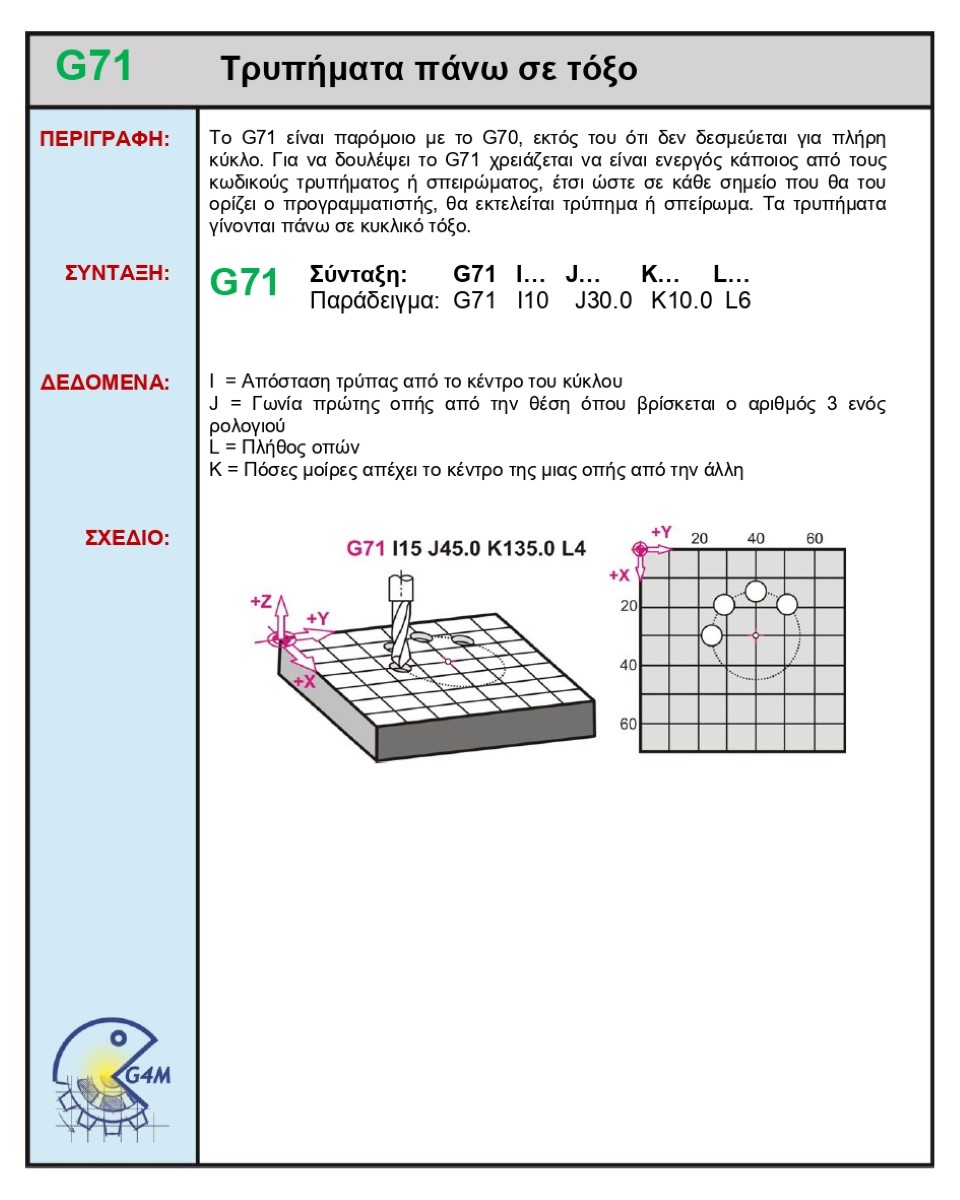 G71 Τρυπήματα πάνω σε τόξο
ΠΕΡΙΓΡΑΦΗ:
Το G71 είναι παρόμοιο με το G70, εκτός του ότι δεν δεσμεύεται για πλήρη
κύκλο. Για να δουλέψει το G71 χρειάζεται να είναι ενεργός κάποιος από τους
κωδικούς τρυπήματος ή σπειρώματος, έτσι ώστε σε κάθε σημείο που θα του
ορίζει ο προγραμματιστής, θα εκτελείται τρύπημα ή σπείρωμα. Τα τρυπήματα
γίνονται πάνω σε κυκλικό τόξο.
ΣΥΝΤΑΞΗ:
G71
Σύνταξη: G71 I... J... K... L...
Παράδειγμα: G71 I10 J30.0 K10.0 L6
ΔΕΔΟΜΕΝΑ:
I = Απόσταση τρύπας από το κέντρο του κύκλου
J = Γωνία πρώτης οπής από την θέση όπου βρίσκεται ο αριθμός 3 ενός
ρολογιού
L = Πλήθος οπών
K = Πόσες μοίρες απέχει το κέντρο της μιας οπής από την άλλη
ΣΧΕΔΙΟ:
G71 I15 J45.0 K135.0 L4
+Z
+Y
+X
+Y
20 40 60
+X
20
40
60
G4M